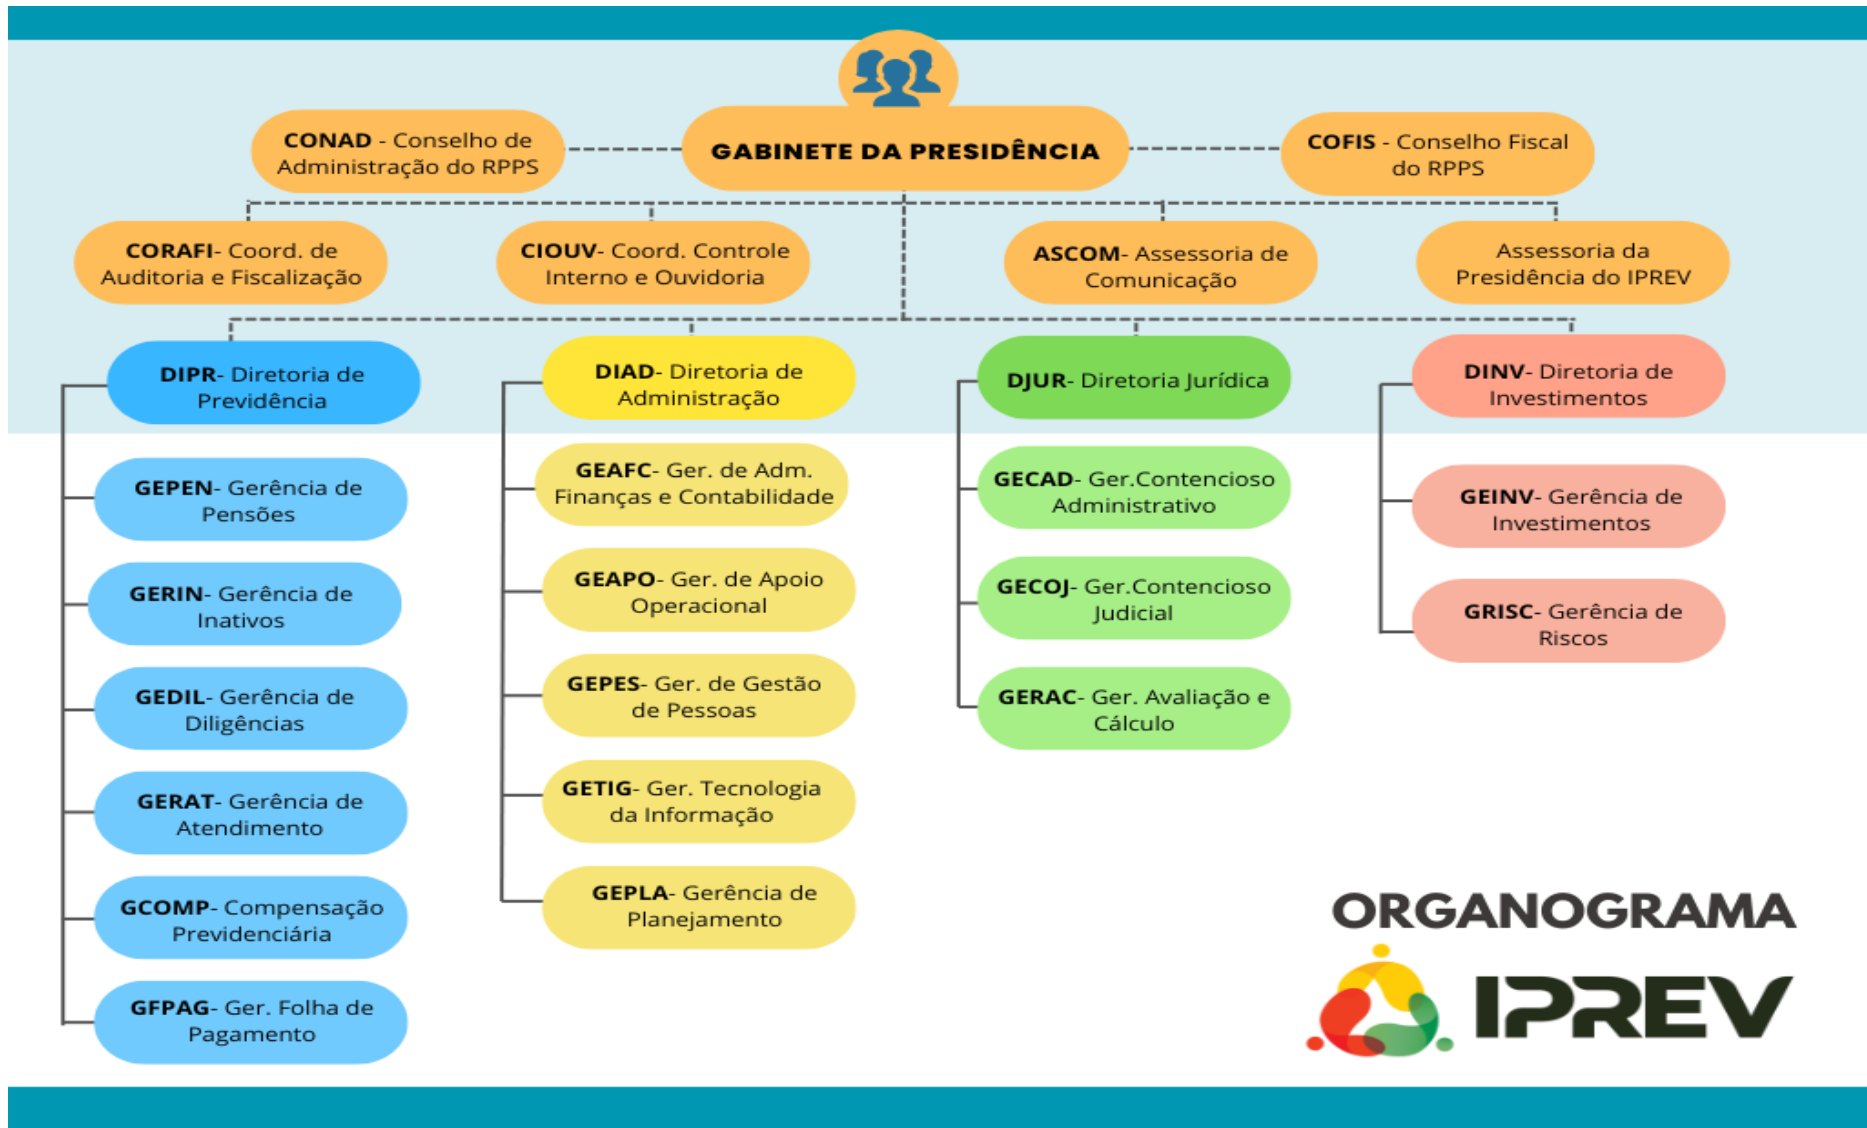 GABINETE DA PRESIDÊNCIA
CONAD - Conselho de
Administração do RPPS
COFIS - Conselho Fiscal
do RPPS
CORAFI- Coord. de
Auditoria e Fiscalização
CIOUV- Coord. Controle
Interno e Ouvidoria
ASCOM- Assessoria de
Comunicação
Assessoria da
Presidência do IPREV
DIPR- Diretoria de
Previdência
GEPEN- Gerência de
Pensões
GERIN- Gerência de
Inativos
GEDIL- Gerência de
Diligências
GERAT- Gerência de
Atendimento
GCOMP- Compensação
Previdenciária
GFPAG- Ger. Folha de
Pagamento
DIAD- Diretoria de
Administração
GEAFC- Ger. de Adm.
Finanças e Contabilidade
GEAPO- Ger. de Apoio
Operacional
GEPES- Ger. de Gestão
de Pessoas
GETIG- Ger. Tecnologia
da Informação
GEPLA- Gerência de
Planejamento
DJUR- Diretoria Jurídica
GECAD- Ger.Contencioso
Administrativo
GECOJ- Ger.Contencioso
Judicial
GERAC- Ger. Avaliação e
Cálculo
DINV- Diretoria de
Investimentos
GEINV- Gerência de
Investimentos
GRISC- Gerência de
Riscos
ORGANOGRAMA
IPREV